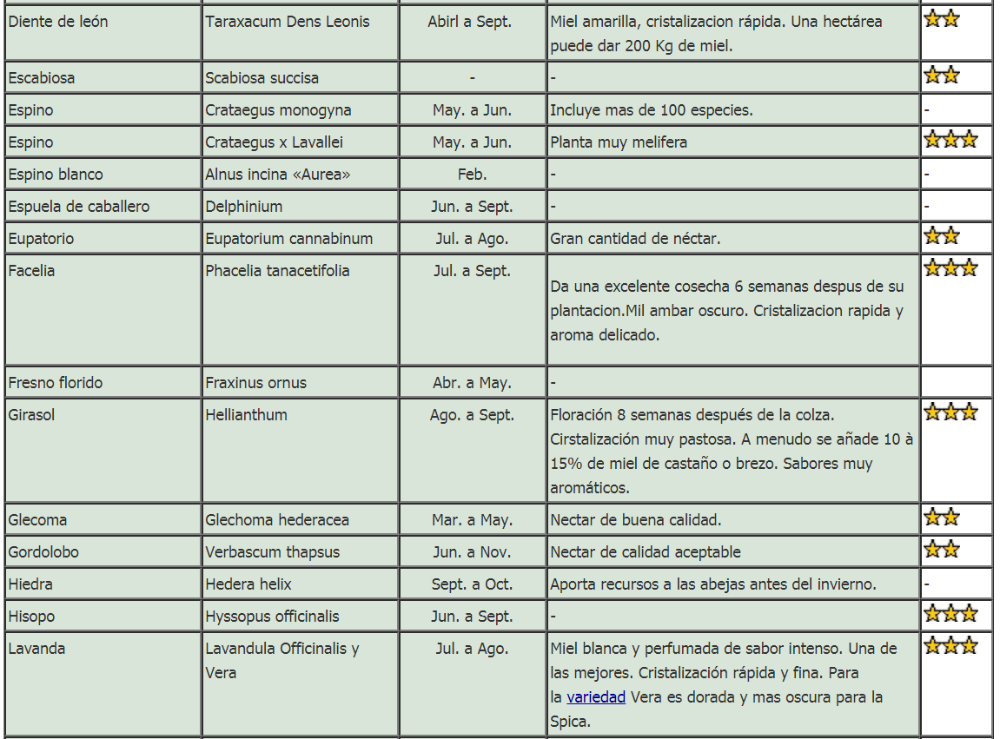 Diente de león Taraxacum Dens Leonis Abirl a Sept. Miel amarilla, cristalizacion rápida. Una hectárea
puede dar 200 Kg de miel.
Escabiosa Scabiosa succisa - -
Espino Crataegus monogyna May. a Jun. Incluye mas de 100 especies. -
Espino Crataegus x Lavallei May. a Jun. Planta muy melifera
Espino blanco Alnus incina «Aurea» Feb. - -
Espuela de caballero Delphinium Jun. a Sept. - -
Eupatorio Eupatorium cannabinum Jul. a Ago. Gran cantidad de néctar.
Facelia Phacelia tanacetifolia Jul. a Sept.
Da una excelente cosecha 6 semanas despus de su
plantacion.Mil ambar oscuro. Cristalizacion rapida y
aroma delicado.
Fresno florido Fraxinus ornus Abr. a May. -
Girasol Hellianthum Ago. a Sept. Floración 8 semanas después de la colza.
Cirstalización muy pastosa. A menudo se añade 10 à
15% de miel de castaño o brezo. Sabores muy
aromáticos.
Glecoma Glechoma hederacea Mar. a May. Nectar de buena calidad.
Gordolobo Verbascum thapsus Jun. a Nov. Nectar de calidad aceptable
Hiedra Hedera helix Sept. a Oct. Aporta recursos a las abejas antes del invierno. -
Hisopo Hyssopus officinalis Jun. a Sept. -
Lavanda Lavandula Officinalis y Jul. a Ago. Miel blanca y perfumada de sabor intenso. Una de
Vera las mejores. Cristalización rápida y fina. Para
la variedad Vera es dorada y mas oscura para la
Spica.